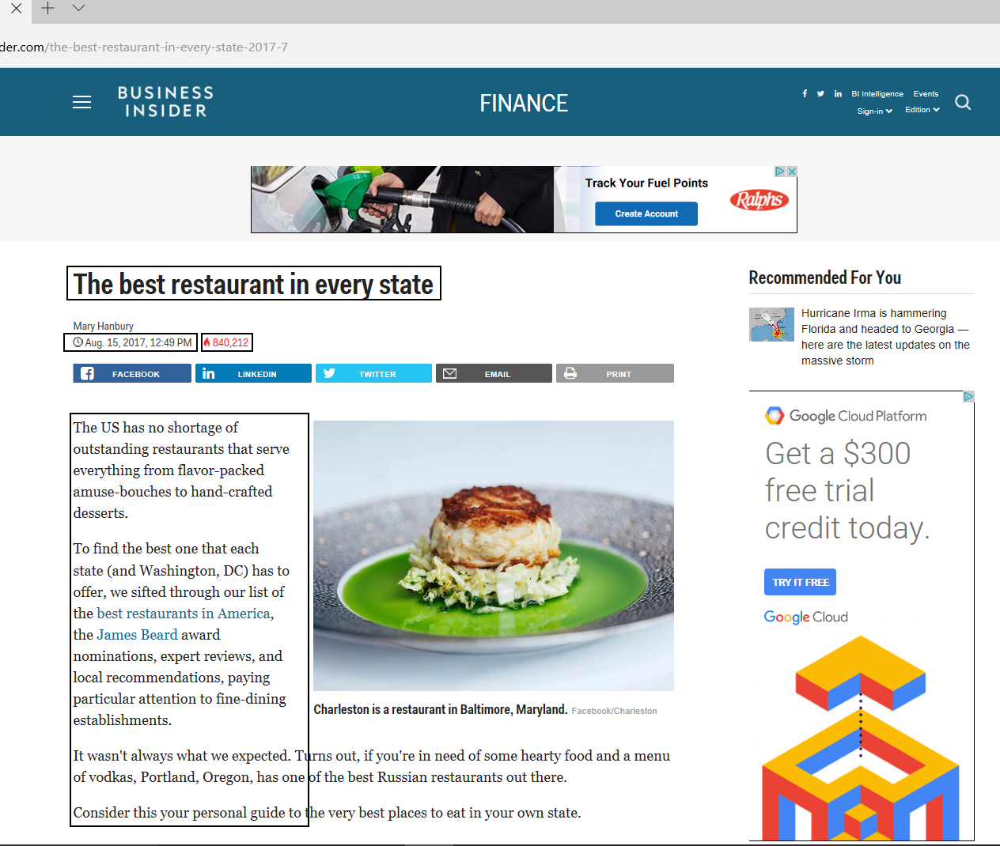 der.com/the-best-restaurant-in-every-state-2017-7
BUSINESS
INSIDER
FINANCE
BI Intelligence Events
Sign-in Edition
Track Your Fuel Points
Create Account
Ralphs
The best restaurant in every state
Mary Hanbury
Aug. 15, 2017, 12:49 PM 840,212
FACEBOOK LINKEDIN TWITTER EMAIL PRINT
The US has no shortage of
outstanding restaurants that serve
everything from flavor-packed
amuse-bouches to hand-crafted
desserts.
To find the best one that each
state (and Washington, DC) has to
offer, we sifted through our list of
the best restaurants in America,
the James Beard award
nominations, expert reviews, and
local recommendations, paying
particular attention to fine-dining
establishments.
Charleston is a restaurant in Baltimore, Maryland. Facebook/Charleston
It wasn't always what we expected. Turns out, if you're in need of some hearty food and a menu
of vodkas, Portland, Oregon, has one of the best Russian restaurants out there.
Consider this your personal guide to the very best places to eat in your own state.
Recommended For You
Hurricane Irma is hammering
Florida and headed to Georgia —
here are the latest updates on the
massive storm
Google Cloud Platform
Get a $300
free trial
credit today.
TRY IT FREE
Google Cloud